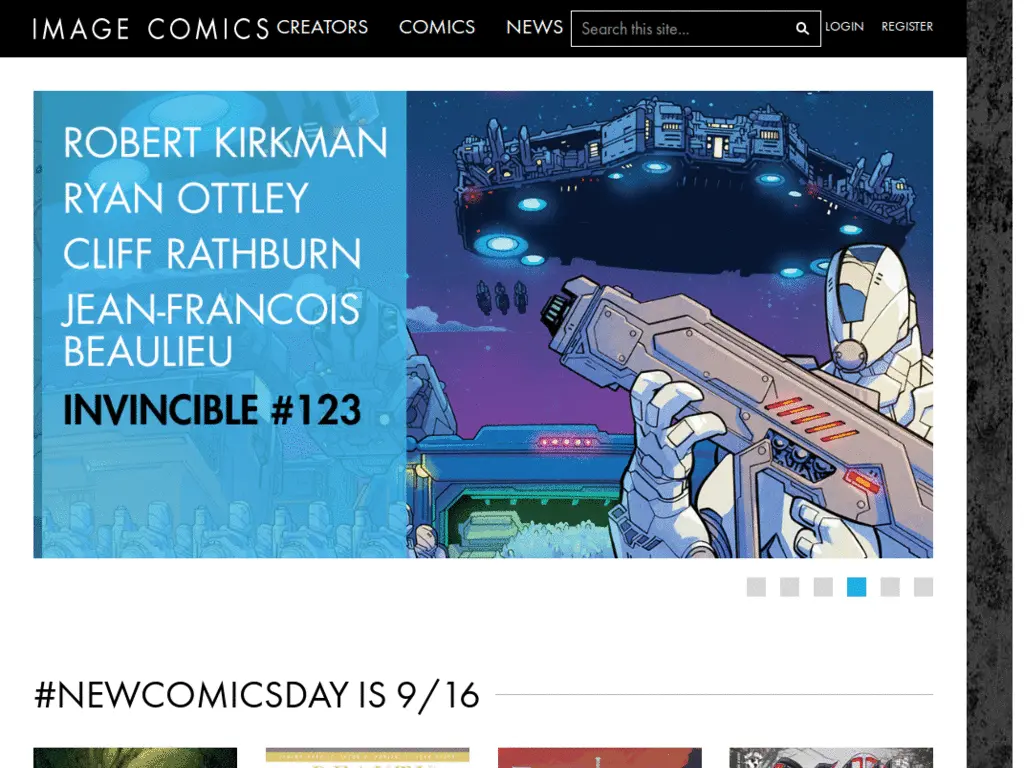 IMAGE COMICS CREATORS COMICS NEWS Search this site... LOGIN REGISTER
ROBERT KIRKMAN
RYAN OTTLEY
CLIFF RATHBURN
JEAN-FRANCOIS
BEAULIEU
INVINCIBLE #123
#NEWCOMICSDAY IS 9/16